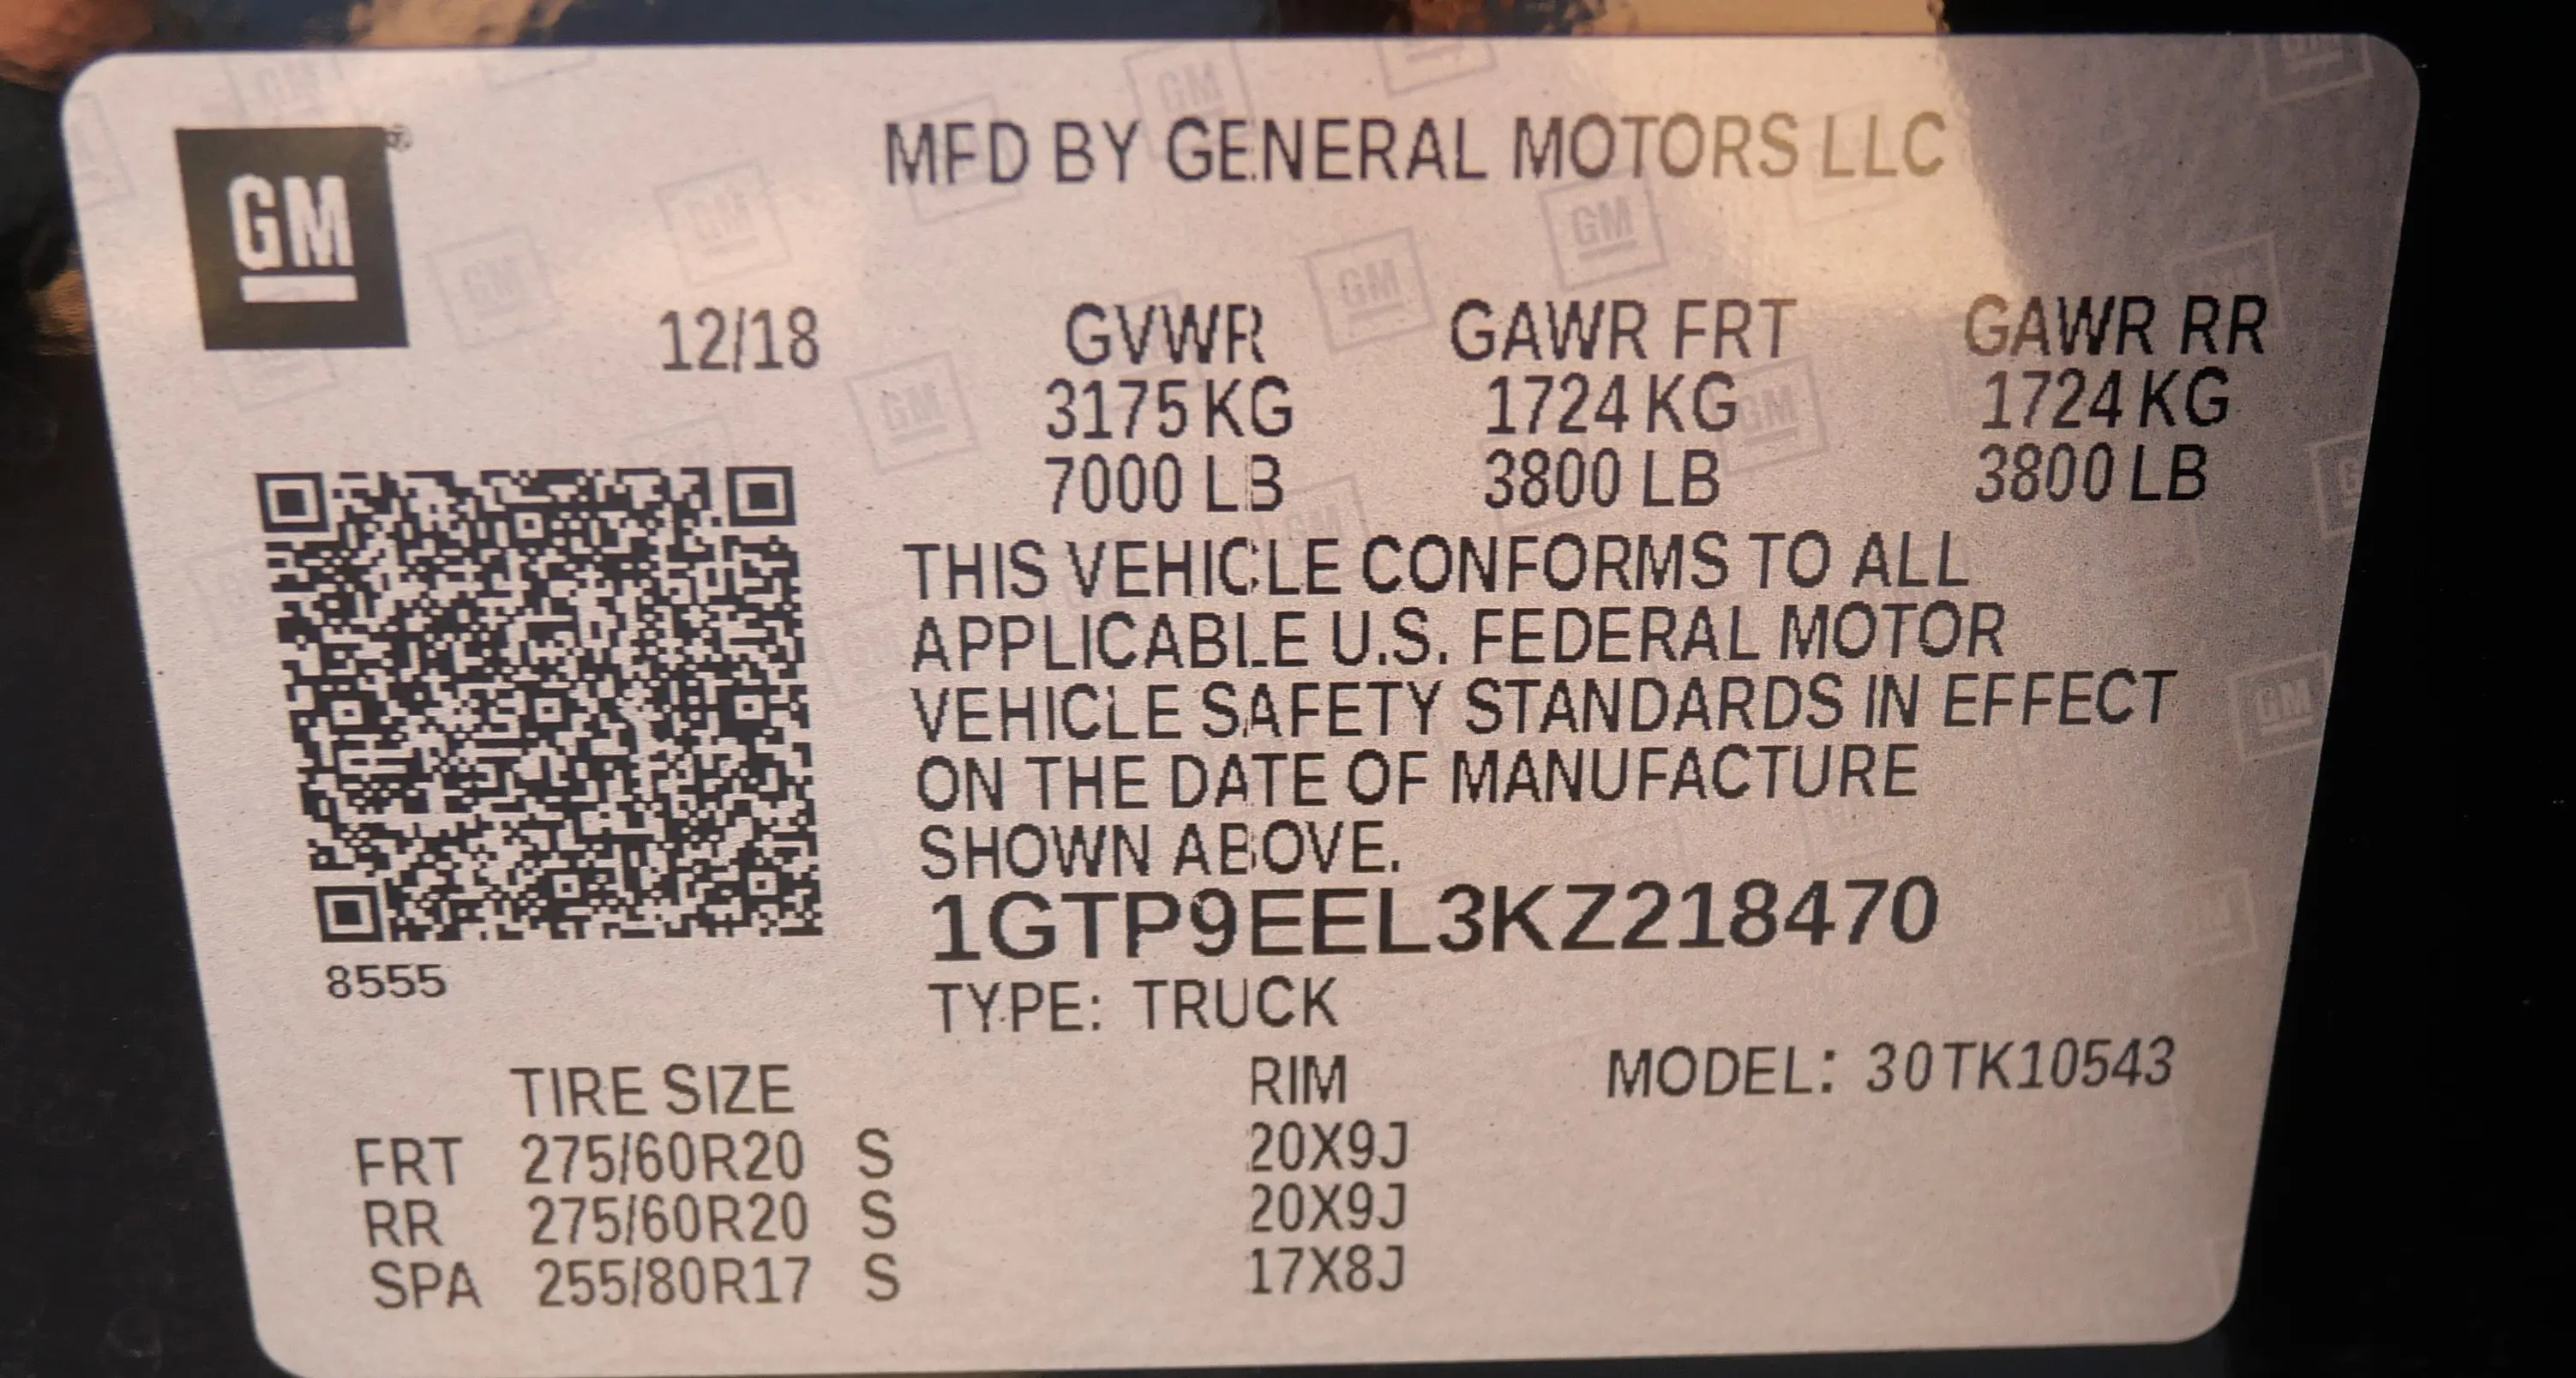 GM
MFD BY GENERAL MOTORS LLC
12/18 GVWR GAWR FRT GAWR RR
3175 KG 1724 KG 1724 KG
7000 LB 3800 LB 3800 LB
THIS VEHICLE CONFORMS TO ALL
APPLICABLE U.S. FEDERAL MOTOR
VEHICLE SAFETY STANDARDS IN EFFECT
ON THE DATE OF MANUFACTURE
SHOWN ABOVE.
1GTP9EEL3KZ218470
8555
TYPE: TRUCK
TIRE SIZE RIM MODEL: 30TK10543
FRT 275/60R20 S 20X9J
RR 275/60R20 S 20X9J
SPA 255/80R17 S 17X8J